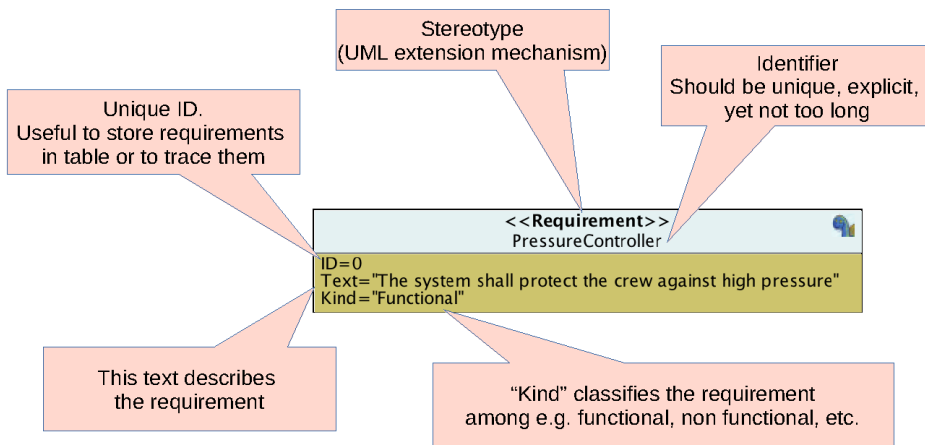 Stereotype
(UML extension mechanism)
Identifier
Should be unique, explicit,
yet not too long
Unique ID.
Useful to store requirements
in table or to trace them
<<Requirement>>
PressureController
ID=0
Text="The system shall protect the crew against high pressure"
Kind="Functional"
This text describes
the requirement
“Kind” classifies the requirement
among e.g. functional, non functional, etc.